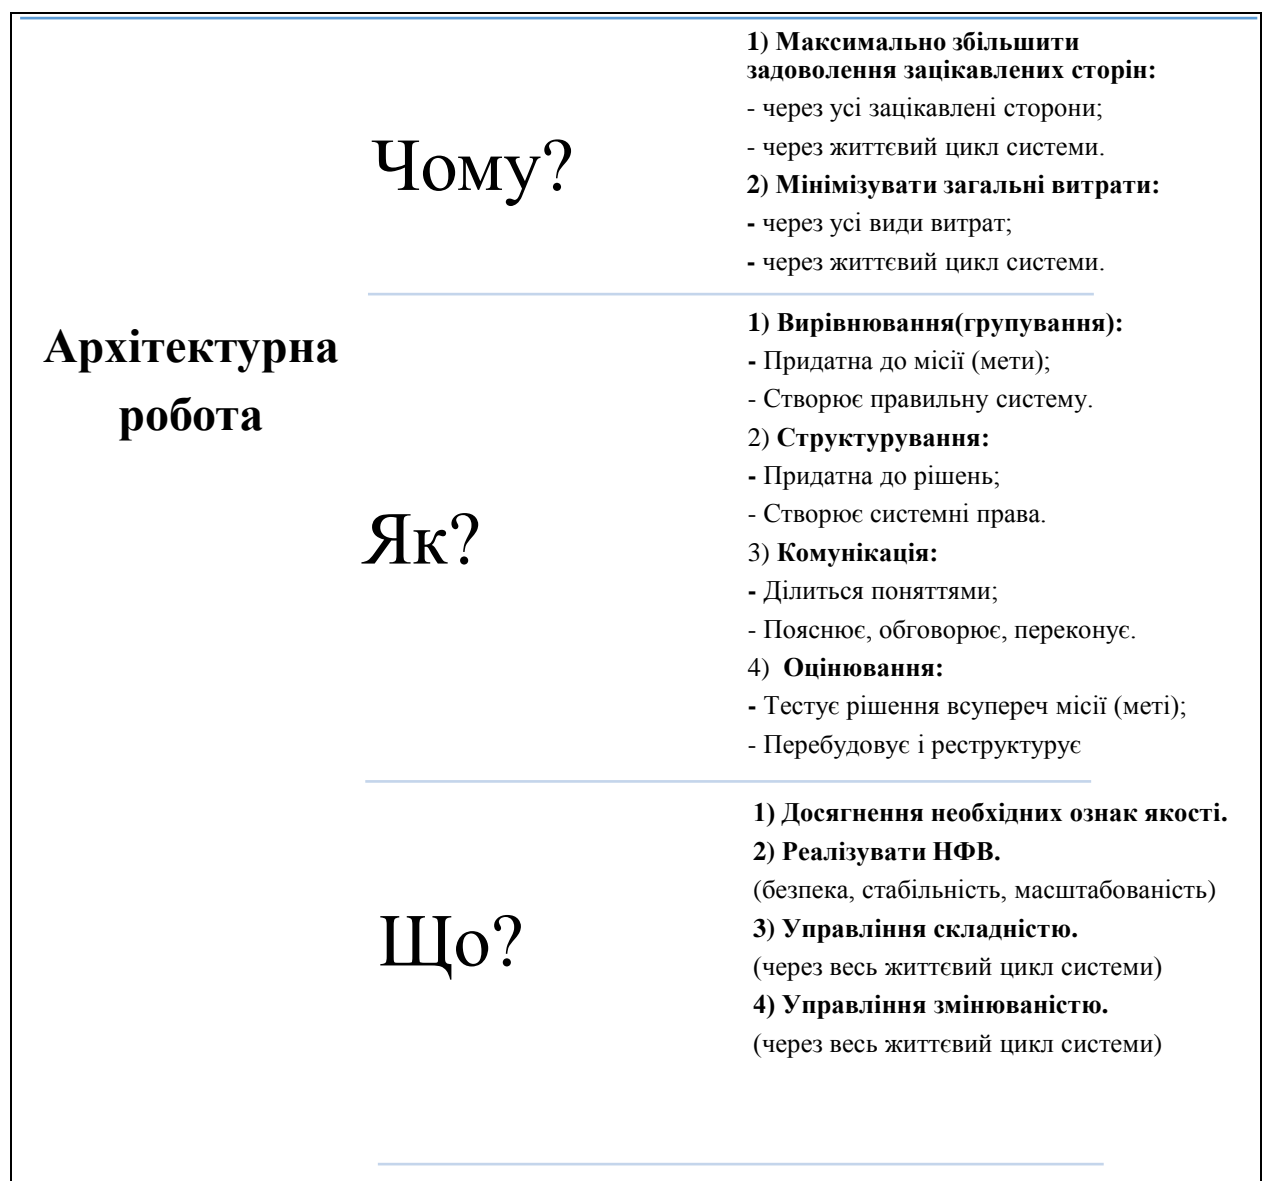 Архітектурна
робота
Чому?
1) Максимально збільшити
задоволення зацікавлених сторін:
- через усі зацікавлені сторони;
- через життєвий цикл системи.
2) Мінімізувати загальні витрати:
- через усі види витрат;
- через життєвий цикл системи.
Як?
1) Вирівнювання(групування):
- Придатна до місії (мети);
- Створює правильну систему.
2) Структурування:
- Придатна до рішень;
- Створює системні права.
3) Комунікація:
- Ділиться поняттями;
- Пояснює, обговорює, переконує.
4) Оцінювання:
- Тестує рішення всупереч місії (меті);
- Перебудовує і реструктурує
Що?
1) Досягнення необхідних ознак якості.
2) Реалізувати НФВ.
(безпека, стабільність, масштабованість)
3) Управління складністю.
(через весь життєвий цикл системи)
4) Управління змінюваністю.
(через весь життєвий цикл системи)